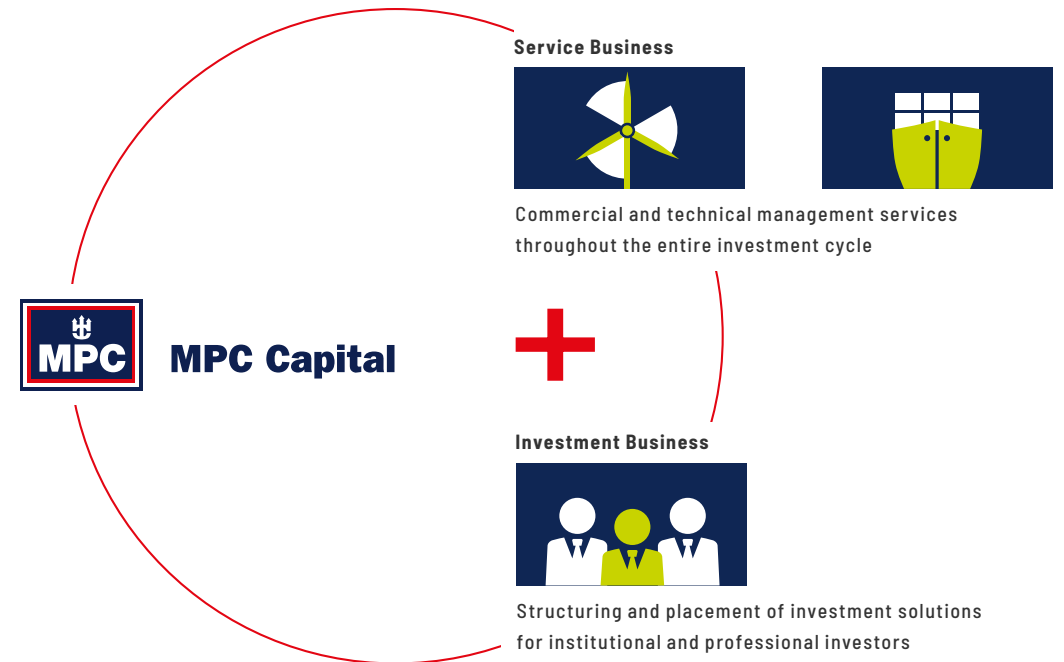 Service Business
Commercial and technical management services
throughout the entire investment cycle
MPC
MPC Capital
Investment Business
Structuring and placement of investment solutions
for institutional and professional investors